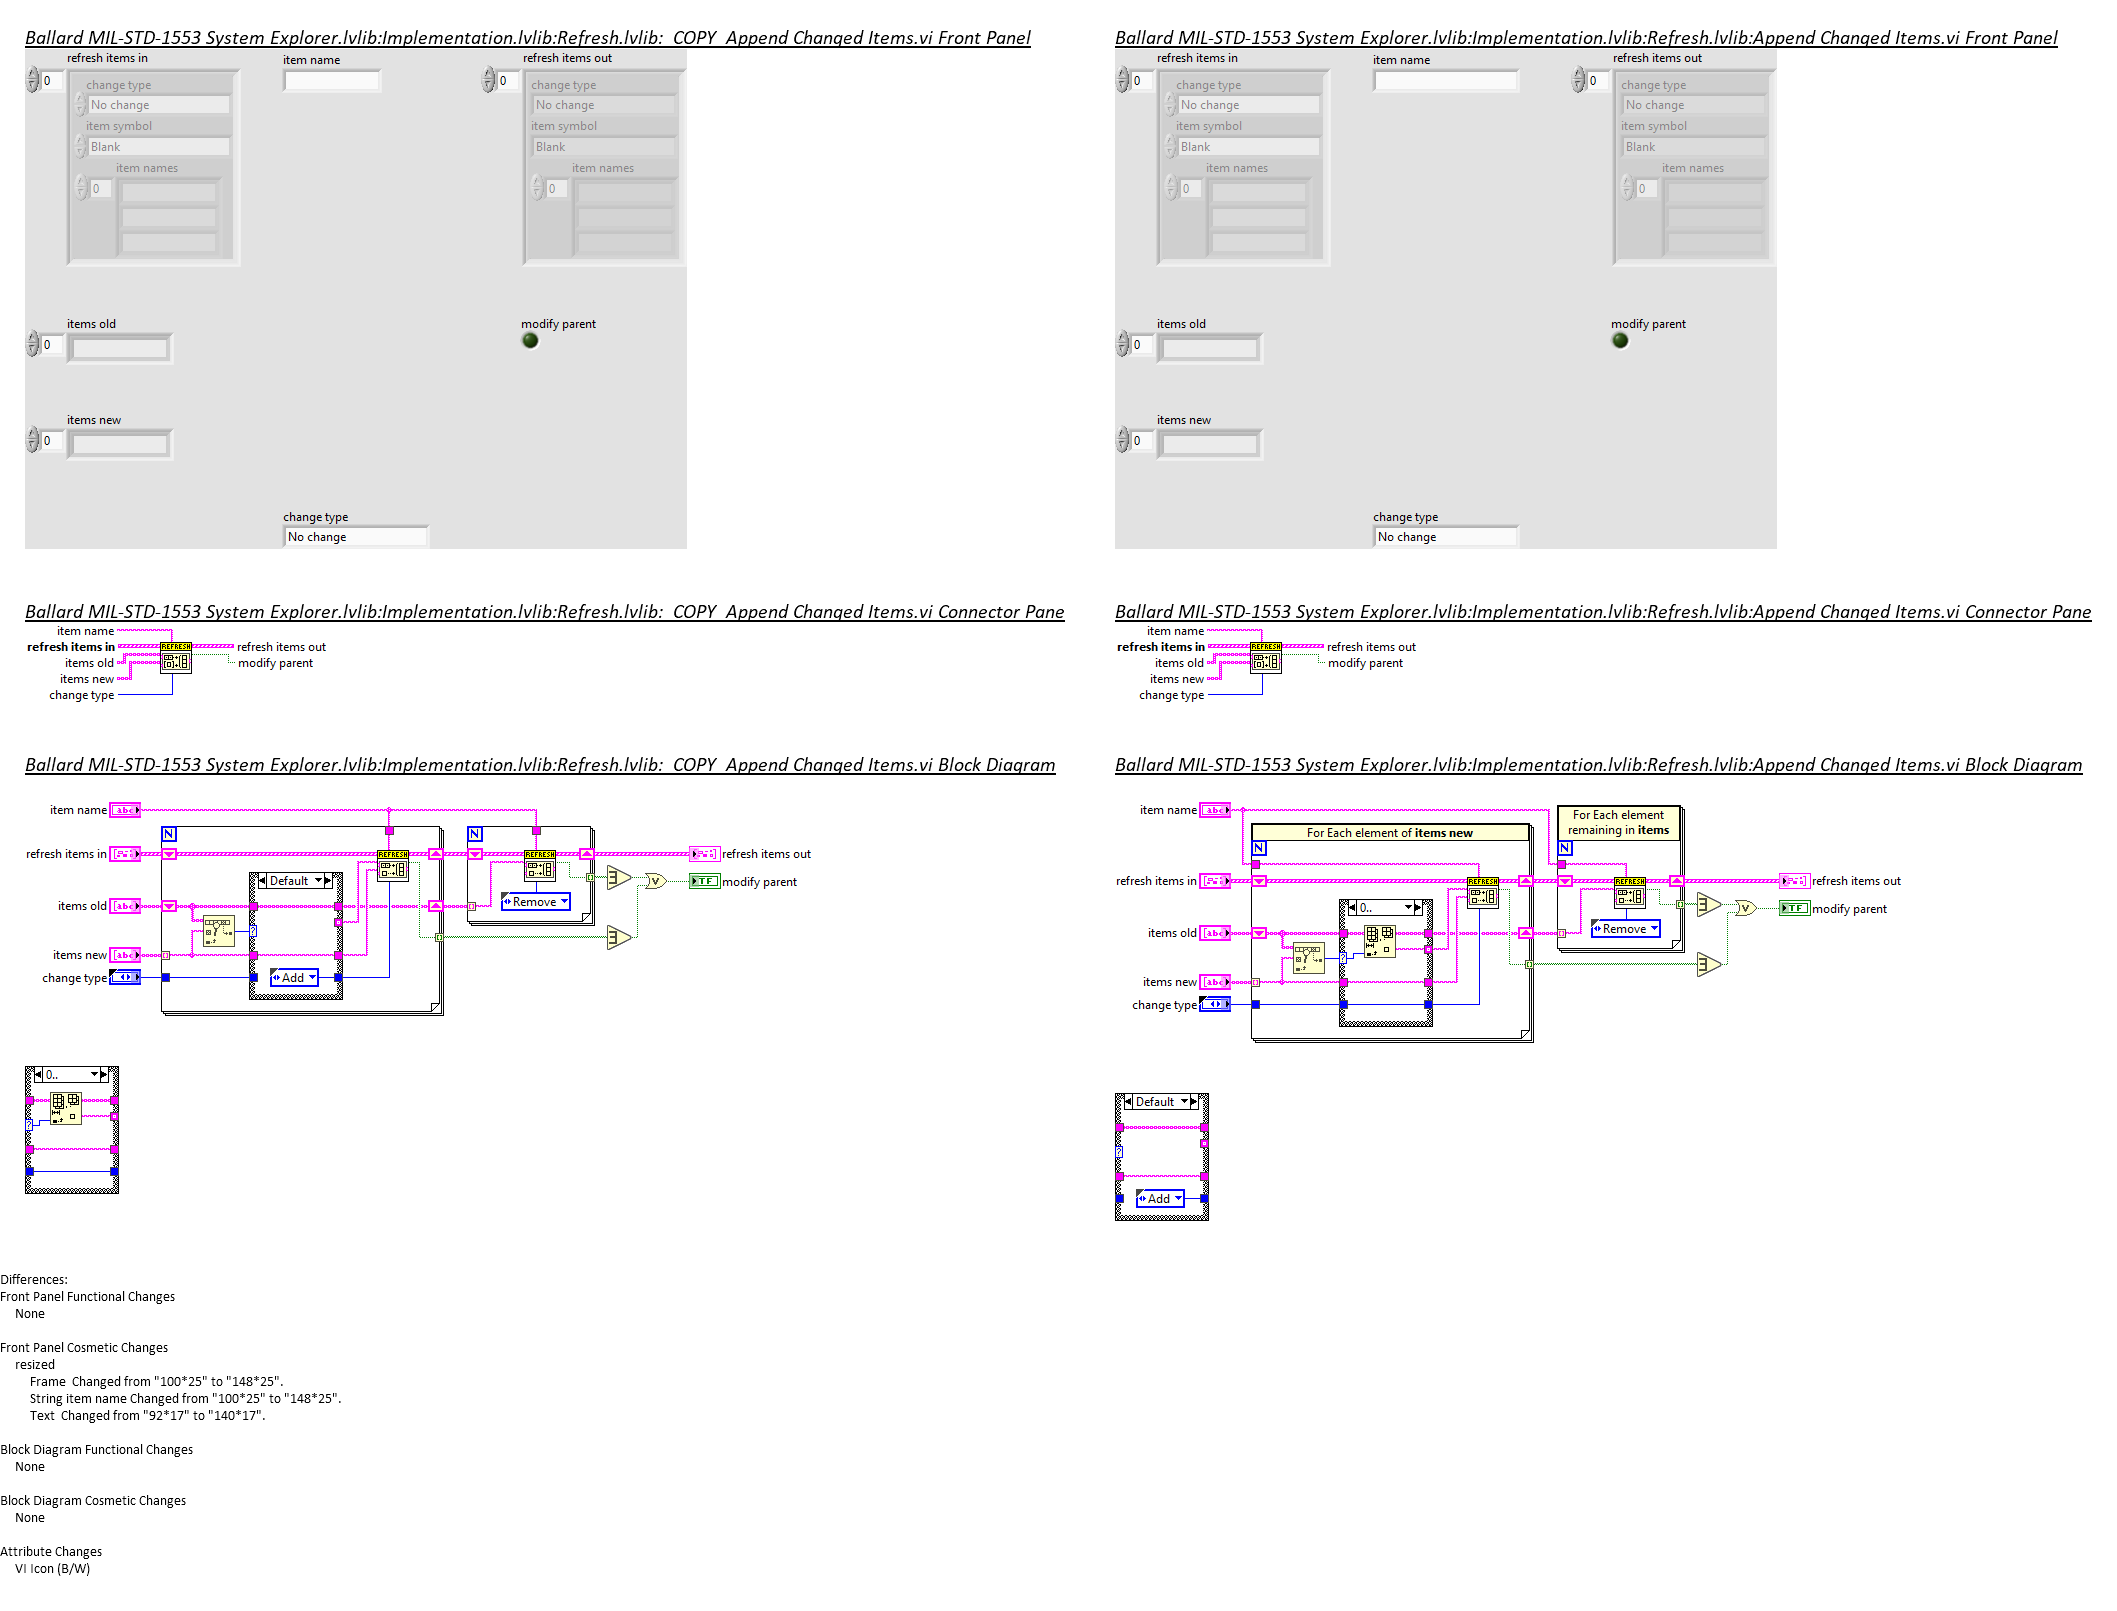 Ballard MIL-STD-1553 System Explorer.lvlib:Implementation.lvlib:Refresh.lvlib:_COPY_Append Changed Items.vi Front Panel
refresh items in
item name
refresh items out
0
0
change type
No change
item symbol
Blank
item names
0
change type
No change
item symbol
Blank
item names
0
items old
0
modify parent
items new
0
change type
No change
Ballard MIL-STD-1553 System Explorer.lvlib:Implementation.lvlib:Refresh.lvlib:Append Changed Items.vi Front Panel
refresh items in
item name
refresh items out
0
0
change type
No change
item symbol
Blank
item names
0
change type
No change
item symbol
Blank
item names
0
items old
0
modify parent
items new
0
change type
No change
Ballard MIL-STD-1553 System Explorer.lvlib:Implementation.lvlib:Refresh.lvlib:_COPY_Append Changed Items.vi Connector Pane
item name
refresh items in
items old
items new
change type
REFRESH
refresh items out
modify parent
Ballard MIL-STD-1553 System Explorer.lvlib:Implementation.lvlib:Refresh.lvlib:Append Changed Items.vi Connector Pane
item name
refresh items in
items old
items new
change type
REFRESH
refresh items out
modify parent
Ballard MIL-STD-1553 System Explorer.lvlib:Implementation.lvlib:Refresh.lvlib:_COPY_Append Changed Items.vi Block Diagram
item name
abc
N
N
refresh items in
REFRESH
REFRESH
refresh items out
Default
Remove
V
TF
modify parent
items old
abc
?
items new
abc
change type
Add
0..
?
Ballard MIL-STD-1553 System Explorer.lvlib:Implementation.lvlib:Refresh.lvlib:Append Changed Items.vi Block Diagram
item name
abc
For Each element of items new
For Each element
remaining in items
N
N
refresh items in
REFRESH
REFRESH
refresh items out
0..
Remove
V
TF
modify parent
items old
abc
?
items new
abc
change type
Default
?
Add
Differences:
Front Panel Functional Changes
None
Front Panel Cosmetic Changes
resized
Frame  Changed from "100*25" to "148*25".
String item name Changed from "100*25" to "148*25".
Text  Changed from "92*17" to "140*17".
Block Diagram Functional Changes
None
Block Diagram Cosmetic Changes
None
Attribute Changes
VI Icon (B/W)